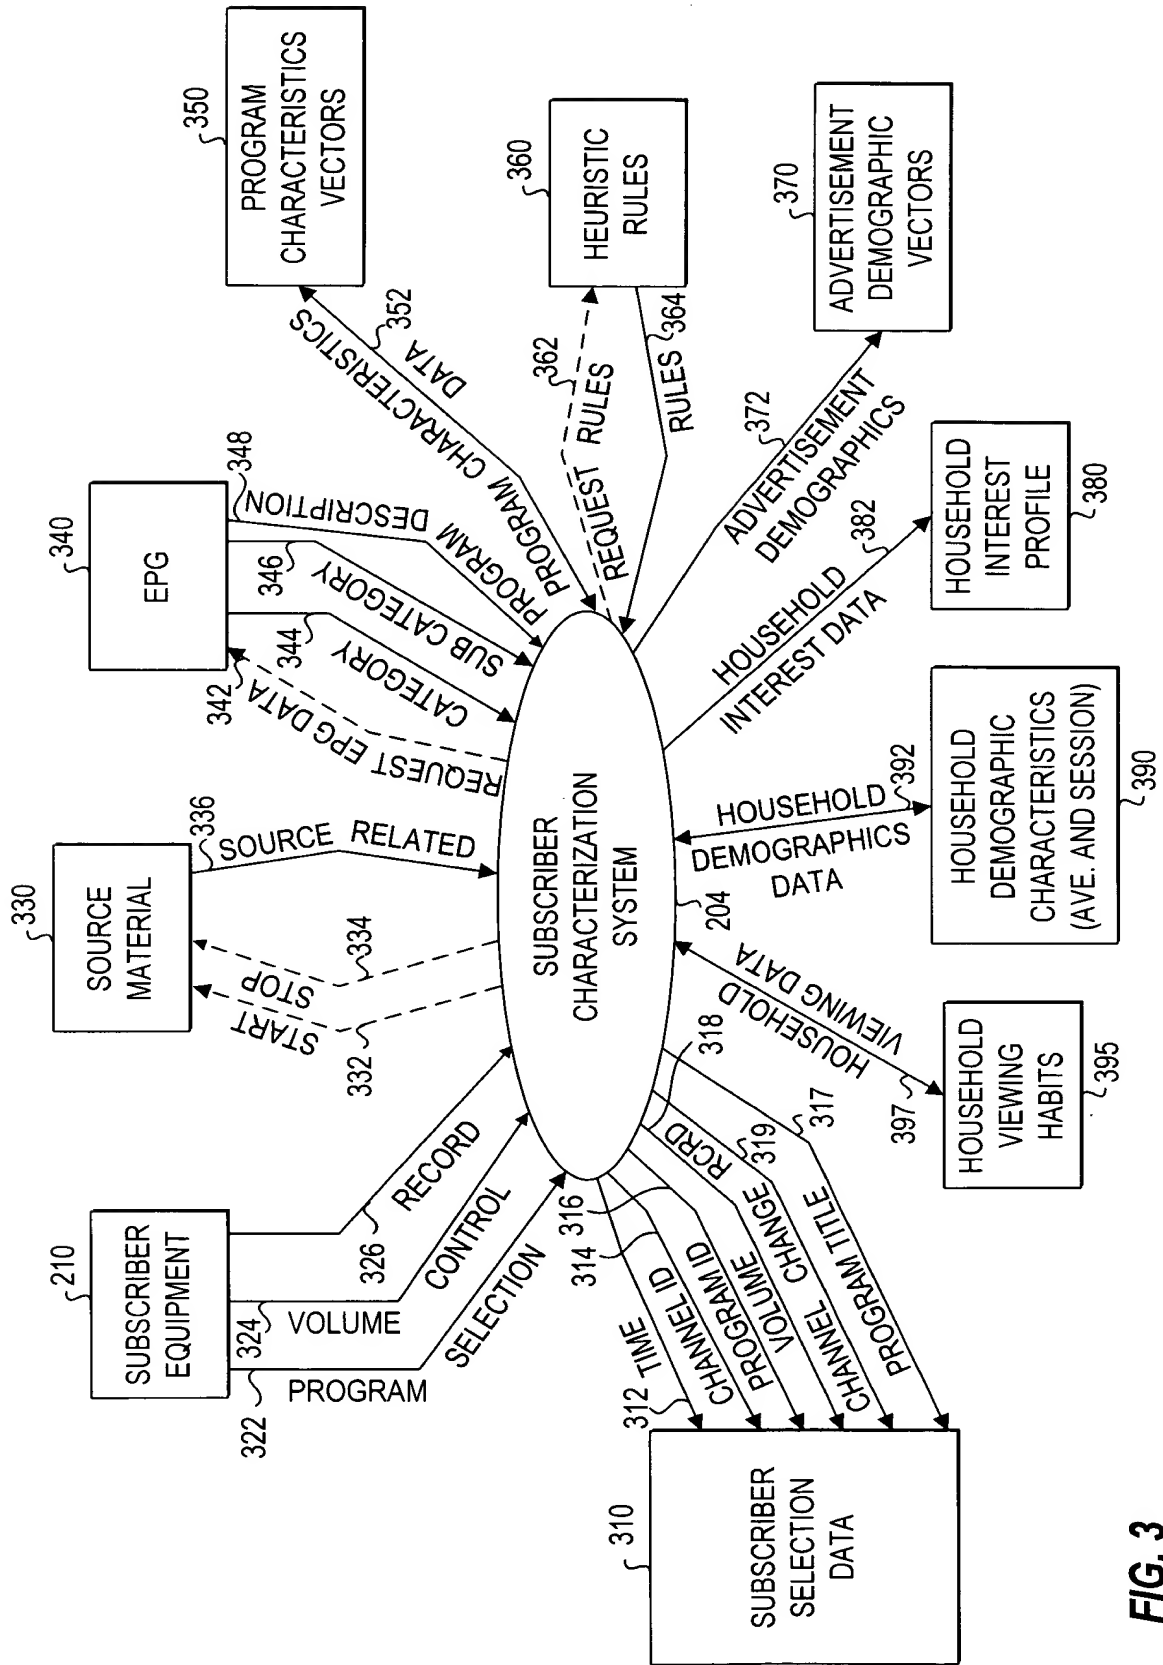 210
SUBSCRIBER
EQUIPMENT
322
PROGRAM
SELECTION
324
VOLUME
CONTROL
326
RECORD
330
SOURCE
MATERIAL
332
START
334
STOP
336
SOURCE RELATED
340
EPG
342
REQUEST EPG DATA
344
CATEGORY
346
SUB CATEGORY
348
PROGRAM DESCRIPTION
350
PROGRAM
CHARACTERISTICS
VECTORS
352
PROGRAM CHARACTERISTICS
DATA
360
HEURISTIC
RULES
362
REQUEST RULES
364
RULES
370
ADVERTISEMENT
DEMOGRAPHIC
VECTORS
372
ADVERTISEMENT
DEMOGRAPHICS
SUBSCRIBER
CHARACTERIZATION
SYSTEM
204
310
SUBSCRIBER
SELECTION
DATA
312
TIME
314
CHANNEL ID
316
PROGRAM ID
318
RCRD
VOLUME
319
CHANNEL CHANGE
317
PROGRAM TITLE
397
HOUSEHOLD
VIEWING DATA
HOUSEHOLD
VIEWING
HABITS
395
HOUSEHOLD
DEMOGRAPHICS
DATA
392
HOUSEHOLD
DEMOGRAPHIC
CHARACTERISTICS
(AVE. AND SESSION)
390
HOUSEHOLD
INTEREST DATA
382
HOUSEHOLD
INTEREST
PROFILE
380
FIG. 3